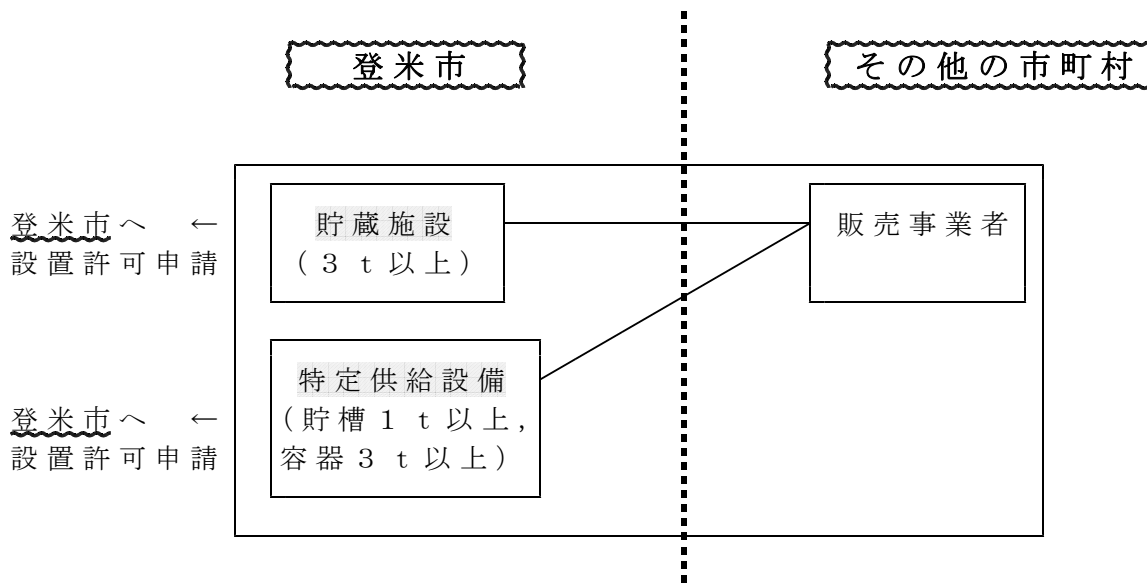 登米市
その他の市町村
登米市へ ←
設置許可申請
貯蔵施設
(3t以上)
販売事業者
登米市へ ←
設置許可申請
特定供給設備
(貯槽1t以上,
容器3t以上)